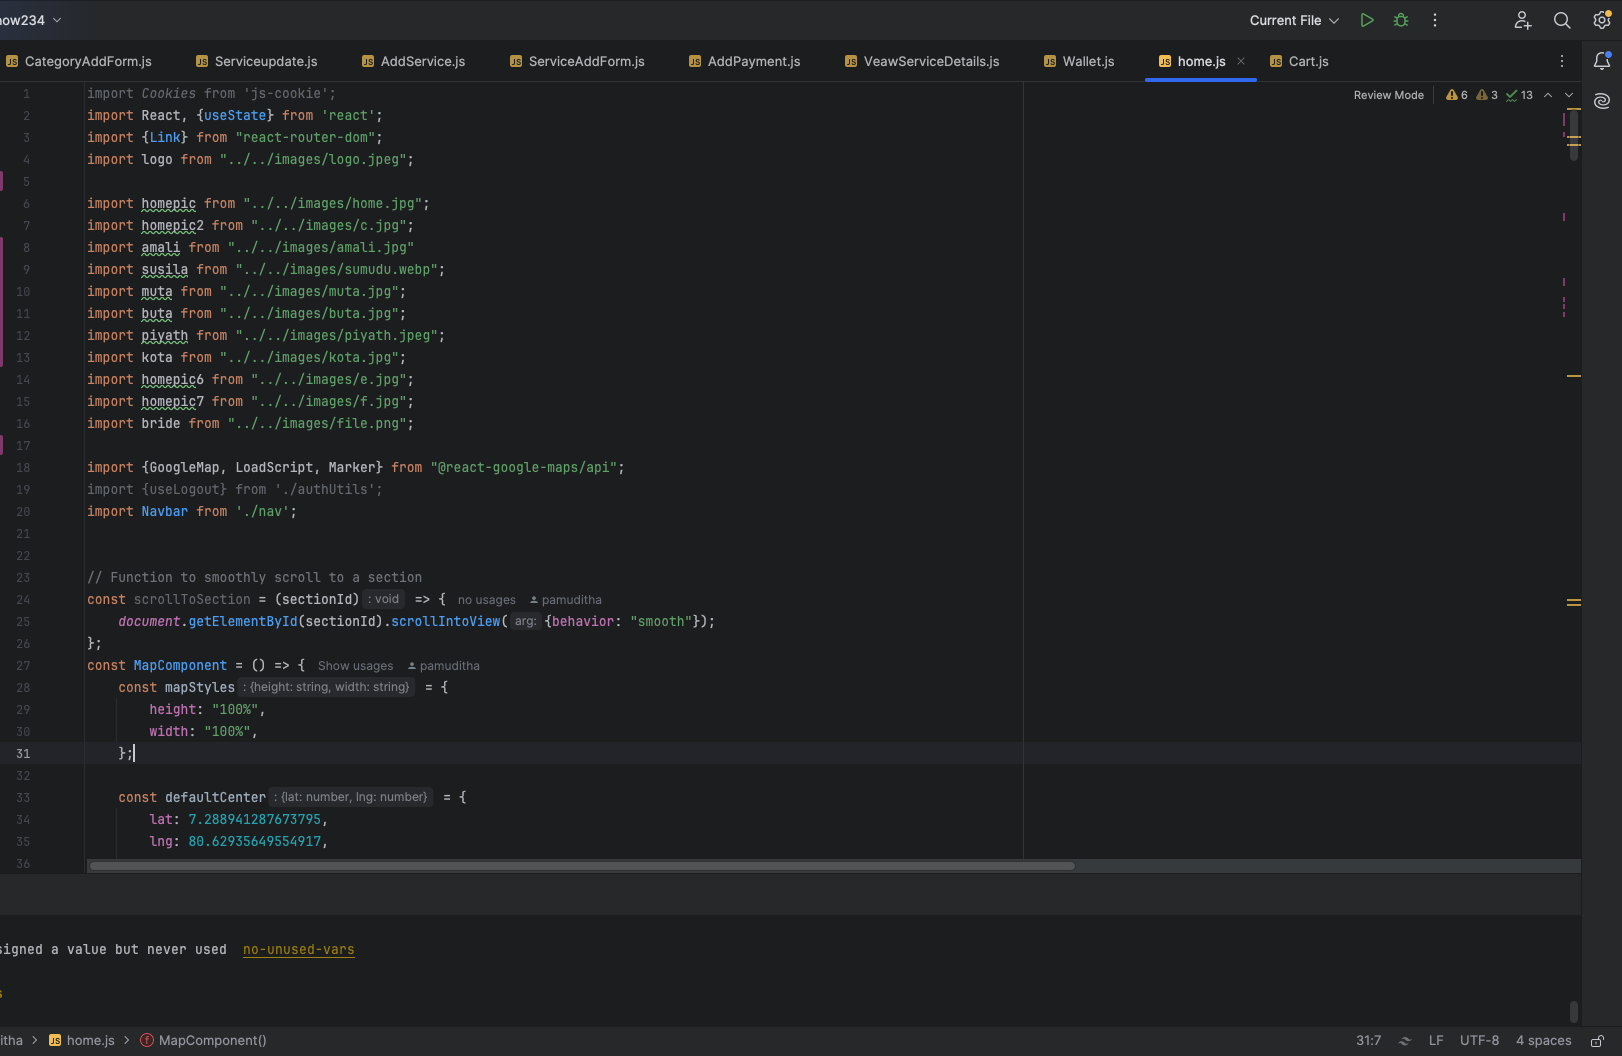 now234
Current File
CategoryAddForm.js Serviceupdate.js AddService.js ServiceAddForm.js AddPayment.js VeawServiceDetails.js Wallet.js home.js Cart.js
Review Mode 6 3 13
1 import Cookies from 'js-cookie';
2 import React, {useState} from 'react';
3 import {Link} from "react-router-dom";
4 import logo from "../../images/logo.jpeg";
5
6 import homepic from "../../images/home.jpg";
7 import homepic2 from "../../images/c.jpg";
8 import amali from "../../images/amali.jpg"
9 import susila from "../../images/sumudu.webp";
10 import muta from "../../images/muta.jpg";
11 import buta from "../../images/buta.jpg";
12 import piyath from "../../images/piyath.jpeg";
13 import kota from "../../images/kota.jpg";
14 import homepic6 from "../../images/e.jpg";
15 import homepic7 from "../../images/f.jpg";
16 import bride from "../../images/file.png";
17
18 import {GoogleMap, LoadScript, Marker} from "@react-google-maps/api";
19 import {useLogout} from './authUtils';
20 import Navbar from './nav';
21
22
23 // Function to smoothly scroll to a section
24 const scrollToSection = (sectionId) : void => { no usages pamuditha
25 document.getElementById(sectionId).scrollIntoView( arg: {behavior: "smooth"});
26 };
27 const MapComponent = () => { Show usages pamuditha
28 const mapStyles : {height: string, width: string} = {
29 height: "100%",
30 width: "100%",
31 };
32
33 const defaultCenter : {lat: number, lng: number} = {
34 lat: 7.288941287673795,
35 lng: 80.62935649554917,
36
signed a value but never used no-unused-vars
s
itha > home.js > MapComponent()
31:7 LF UTF-8 4 spaces